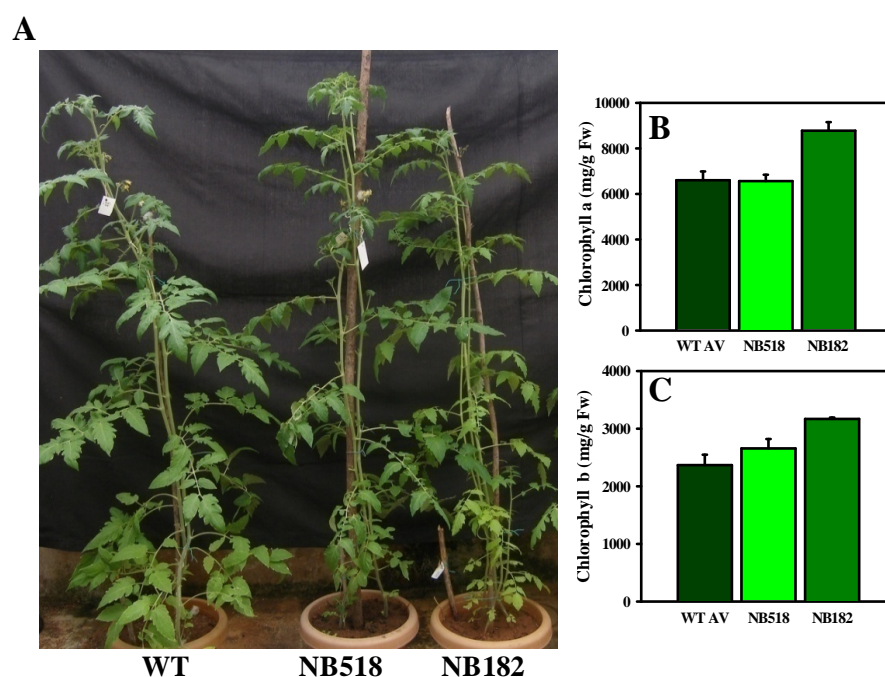 A
WT
NB518
NB182
B
Chlorophyll a (mg/g Fw)
10000
8000
6000
4000
2000
0
WT AV
NB518
NB182
C
Chlorophyll b (mg/g Fw)
4000
3000
2000
1000
0
WT AV
NB518
NB182